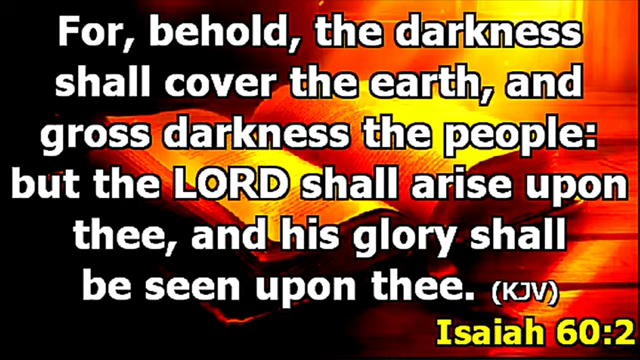 For, behold, the darkness
shall cover the earth, and
gross darkness the people:
but the LORD shall arise upon
thee, and his glory shall
be seen upon thee. (KJV)
Isaiah 60:2